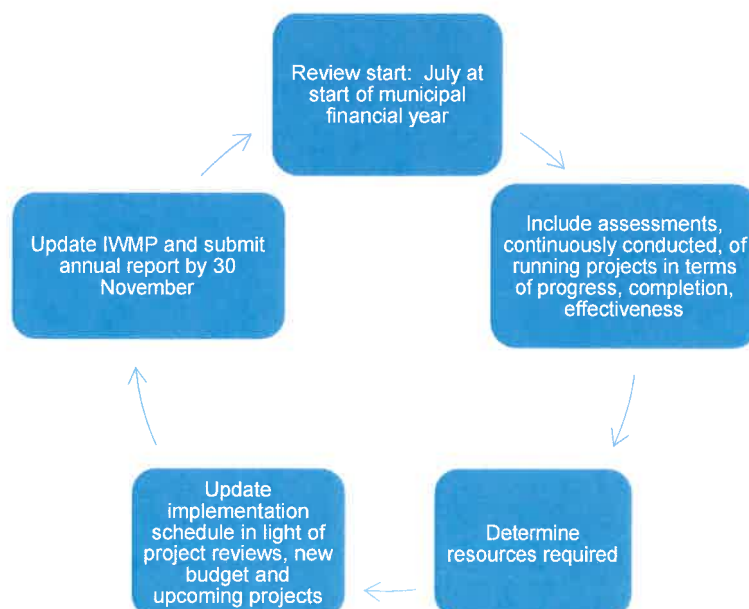 Review start: July at
start of municipal
financial year
Include assessments,
continuously conducted, of
running projects in terms
of progress, completion,
effectiveness
Determine
resources required
Update
implementation
schedule in light of
project reviews, new
budget and
upcoming projects
Update IWMP and submit
annual report by 30
November